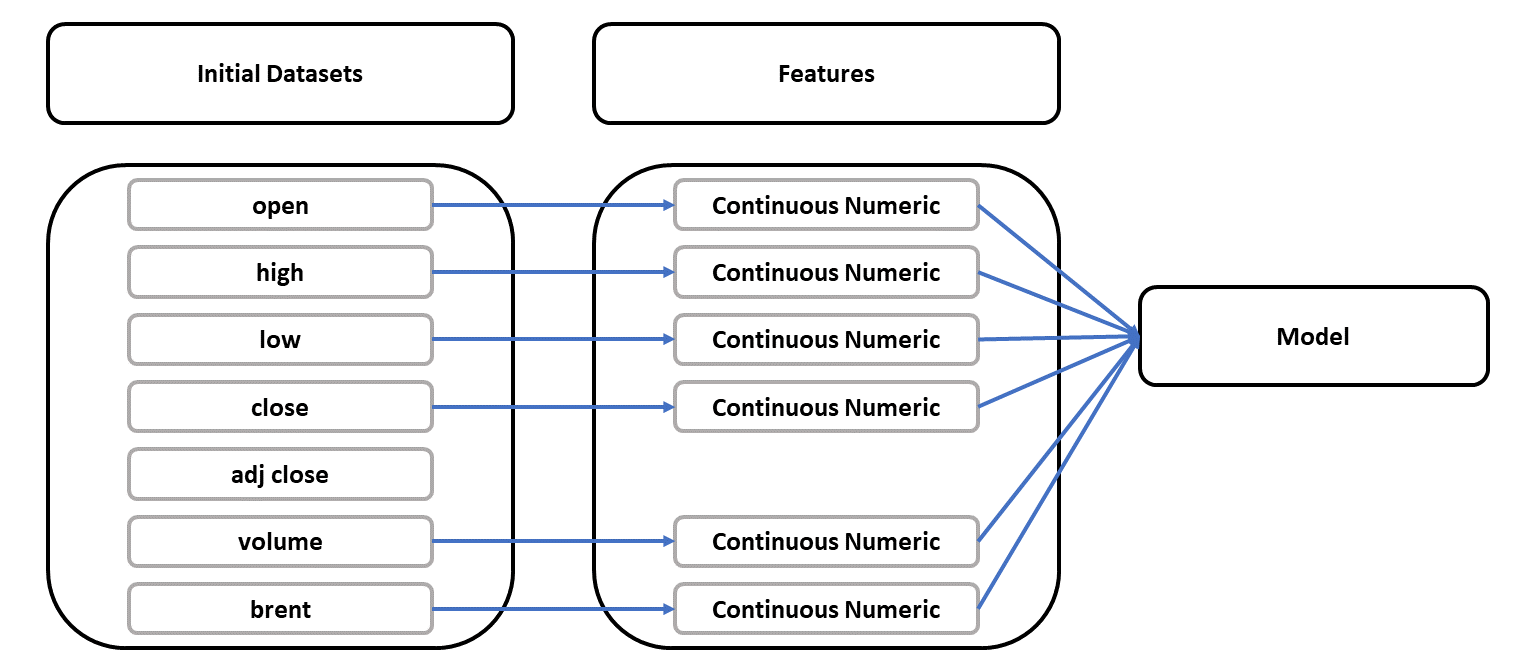 Initial Datasets
Features
open
Continuous Numeric
high
Continuous Numeric
low
Continuous Numeric
Model
close
Continuous Numeric
adj close
volume
Continuous Numeric
brent
Continuous Numeric